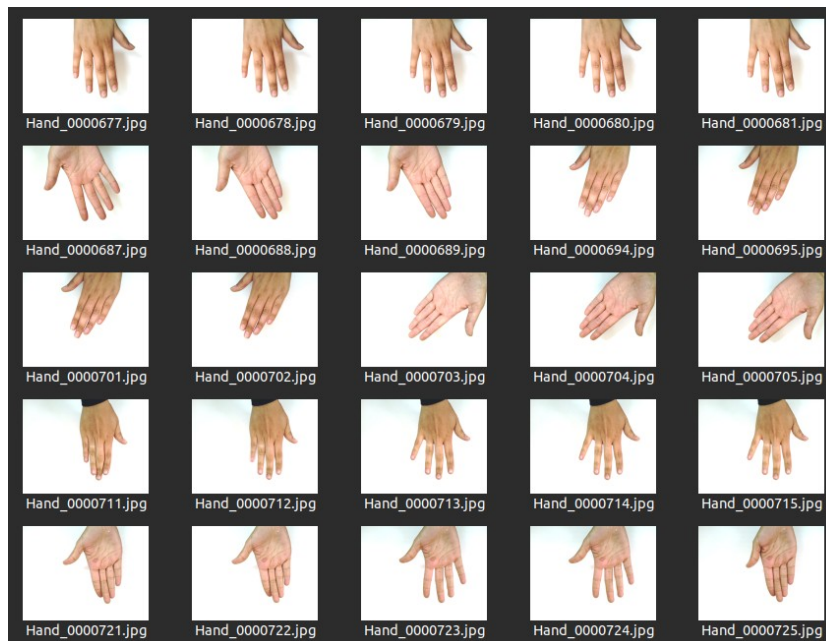 Hand_0000677.jpg Hand_0000678.jpg Hand_0000679.jpg Hand_0000680.jpg Hand_0000681.jpg
Hand_0000687.jpg Hand_0000688.jpg Hand_0000689.jpg Hand_0000694.jpg Hand_0000695.jpg
Hand_0000701.jpg Hand_0000702.jpg Hand_0000703.jpg Hand_0000704.jpg Hand_0000705.jpg
Hand_0000711.jpg Hand_0000712.jpg Hand_0000713.jpg Hand_0000714.jpg Hand_0000715.jpg
Hand_0000721.jpg Hand_0000722.jpg Hand_0000723.jpg Hand_0000724.jpg Hand_0000725.jpg